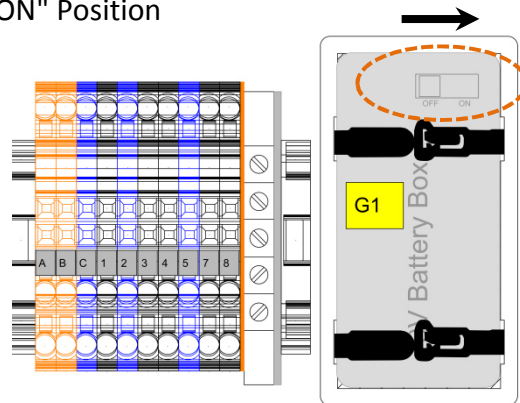 ON" Position
OFF ON
G1
Battery Box
A B C 1 2 3 4 5 7 8